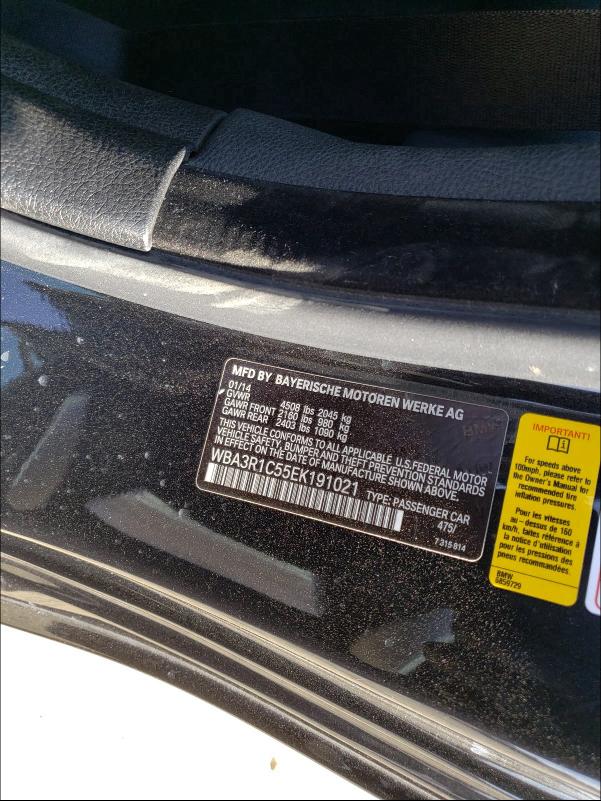 MFD BY BAYERISCHE MOTOREN WERKE AG
01/14
GVWR 4508 lbs 2045 kg
GAWR FRONT 2160 lbs 980 kg
GAWR REAR 2403 lbs 1090 kg
THIS VEHICLE CONFORMS TO ALL APPLICABLE U.S.FEDERAL MOTOR
VEHICLE SAFETY, BUMPER AND THEFT PREVENTION STANDARDS
IN EFFECT ON THE DATE OF MANUFACTURE SHOWN ABOVE.
WBA3R1C55EK191021 TYPE: PASSENGER CAR
475/
7 315 814
IMPORTANT!
For speeds above
100mph, please refer to
the Owner's Manual for
recommended tire
inflation pressures.
Pour les vitesses
au-dessus de 160
km/h, faites référence à
la notice d'utilisation
pour les pressions des
pneus recommandées.
BMW
6859729